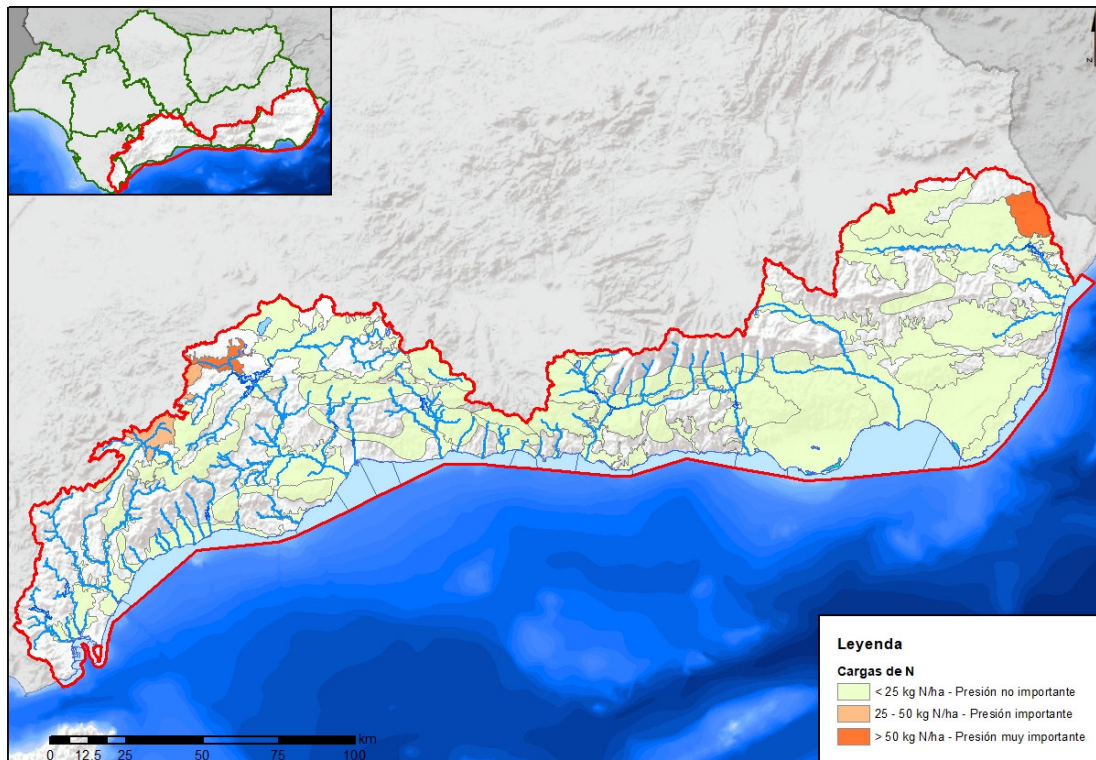 N
Leyenda
Cargas de N
< 25 kg N/ha - Presión no importante
25 - 50 kg N/ha - Presión importante
> 50 kg N/ha - Presión muy importante
km
0 12,5 25 50 75 100